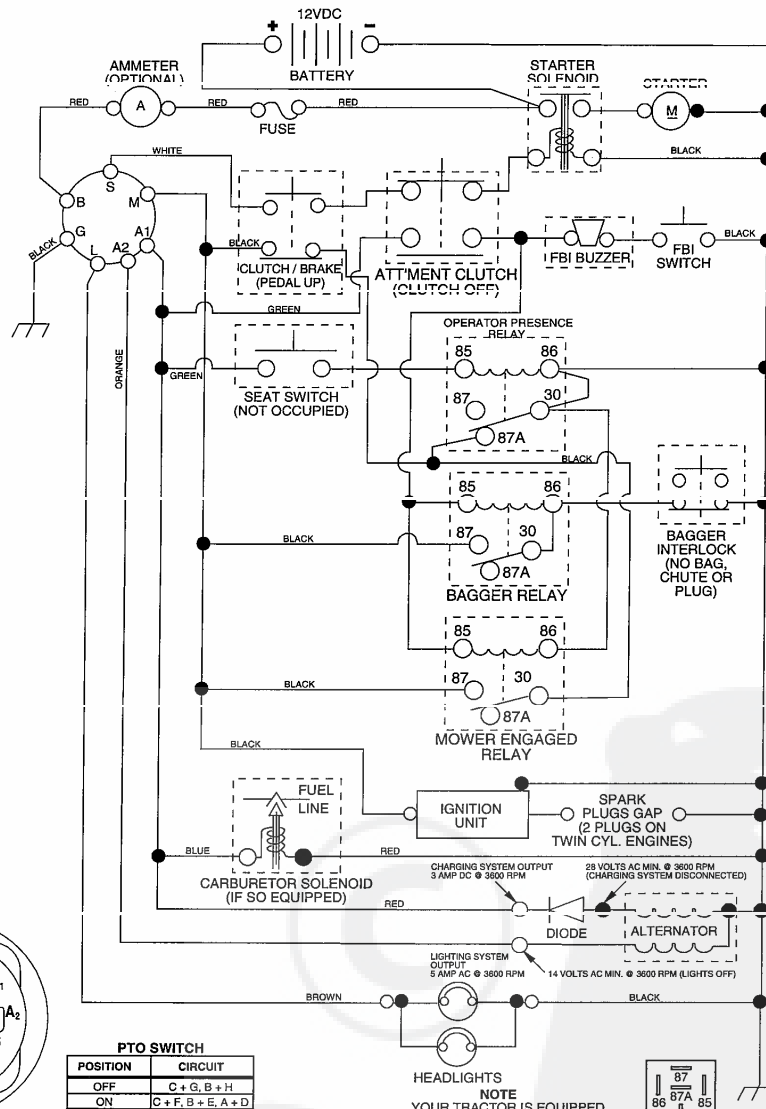 12VDC
+ −
BATTERY
AMMETER
(OPTIONAL)
A
RED
RED
RED
FUSE
STARTER
SOLENOID
STARTER
M
BLACK
WHITE
S
B
M
G
L
A2
A1
BLACK
BLACK
CLUTCH / BRAKE
(PEDAL UP)
ATT'MENT CLUTCH
(CLUTCH OFF)
FBI BUZZER
FBI
SWITCH
BLACK
GREEN
OPERATOR PRESENCE
RELAY
85
86
87
30
87A
ORANGE
GREEN
SEAT SWITCH
(NOT OCCUPIED)
BLACK
85
86
87
30
87A
BLACK
BAGGER RELAY
BAGGER
INTERLOCK
(NO BAG,
CHUTE OR
PLUG)
85
86
87
30
87A
BLACK
MOWER ENGAGED
RELAY
BLACK
IGNITION
UNIT
SPARK
PLUGS GAP
(2 PLUGS ON
TWIN CYL. ENGINES)
FUEL
LINE
BLUE
RED
CARBURETOR SOLENOID
(IF SO EQUIPPED)
CHARGING SYSTEM OUTPUT
3 AMP DC @ 3600 RPM
28 VOLTS AC MIN. @ 3600 RPM
(CHARGING SYSTEM DISCONNECTED)
RED
DIODE
ALTERNATOR
LIGHTING SYSTEM
OUTPUT
5 AMP AC @ 3600 RPM
14 VOLTS AC MIN. @ 3600 RPM (LIGHTS OFF)
BROWN
BLACK
HEADLIGHTS
A2
PTO SWITCH
POSITION CIRCUIT
OFF C + G, B + H
ON C + F, B + E, A + D
NOTE
YOUR TRACTOR IS EQUIPPED
87
86 87A 85